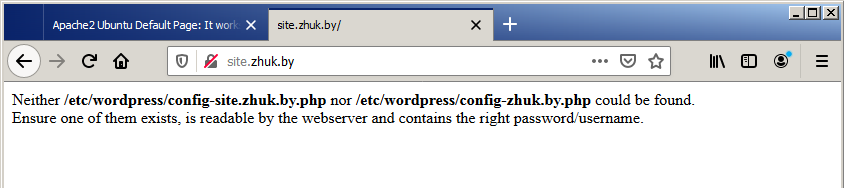 Apache2 Ubuntu Default Page: It work
site.zhuk.by/
site.zhuk.by
Neither /etc/wordpress/config-site.zhuk.by.php nor /etc/wordpress/config-zhuk.by.php could be found.
Ensure one of them exists, is readable by the webserver and contains the right password/username.